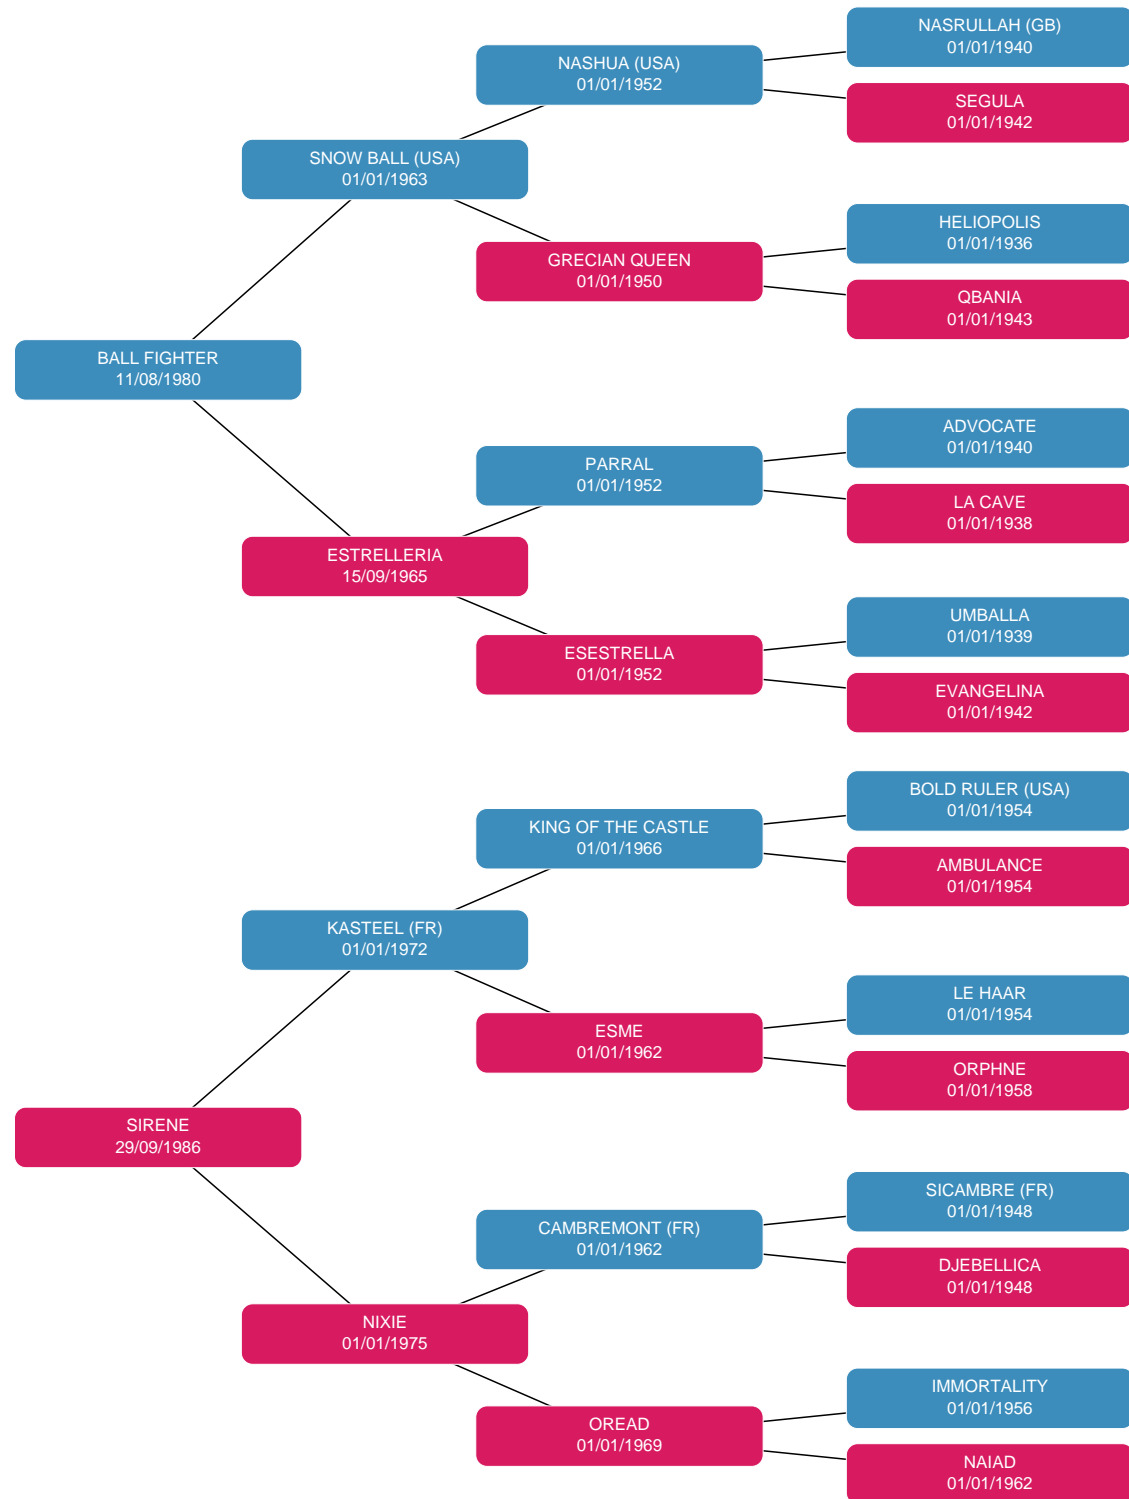 NASRULLAH (GB)
01/01/1940
NASHUA (USA)
01/01/1952
SEGULA
01/01/1942
SNOW BALL (USA)
01/01/1963
HELIOPOLIS
01/01/1936
GRECIAN QUEEN
01/01/1950
QBANIA
01/01/1943
BALL FIGHTER
11/08/1980
ADVOCATE
01/01/1940
PARRAL
01/01/1952
LA CAVE
01/01/1938
ESTRELLERIA
15/09/1965
UMBALLA
01/01/1939
ESESTRELLA
01/01/1952
EVANGELINA
01/01/1942
BOLD RULER (USA)
01/01/1954
KING OF THE CASTLE
01/01/1966
AMBULANCE
01/01/1954
KASTEEL (FR)
01/01/1972
LE HAAR
01/01/1954
ESME
01/01/1962
ORPHNE
01/01/1958
SIRENE
29/09/1986
SICAMBRE (FR)
01/01/1948
CAMBREMONT (FR)
01/01/1962
DJEBELLICA
01/01/1948
NIXIE
01/01/1975
IMMORTALITY
01/01/1956
OREAD
01/01/1969
NAIAD
01/01/1962